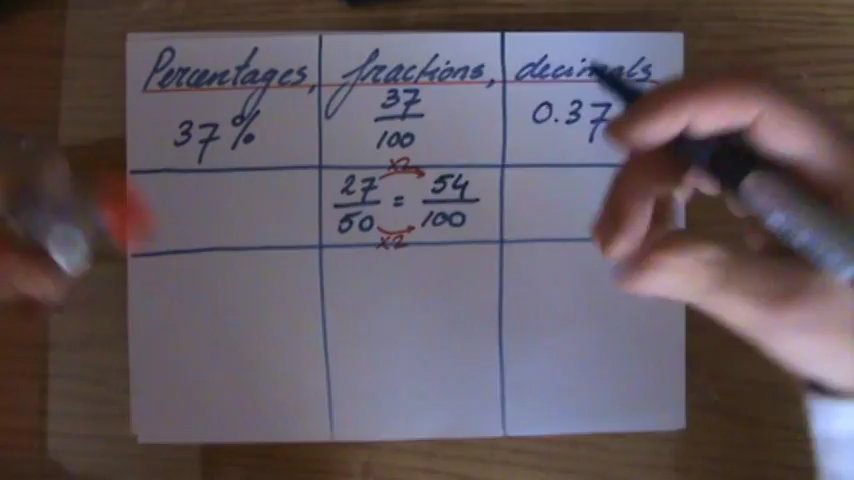 Percentages, fractions, decimals
37% 37/100 0.37
x2
27/50 = 54/100
x2